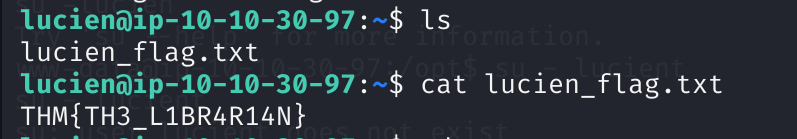 lucien@ip-10-10-30-97:~$ ls
lucien_flag.txt
lucien@ip-10-10-30-97:~$ cat lucien_flag.txt
THM{TH3_L1BR4R14N}